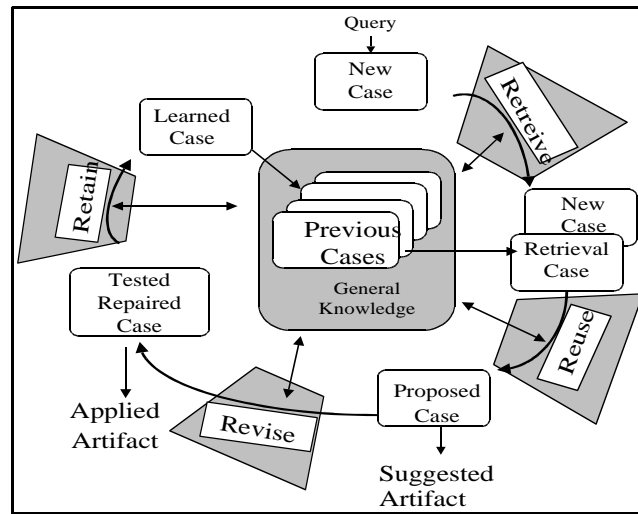 Query
New
Case
Retreive
Learned
Case
Retain
Previous
Cases
General
Knowledge
New
Case
Retrieval
Case
Reuse
Tested
Repaired
Case
Proposed
Case
Revise
Applied
Artifact
Suggested
Artifact